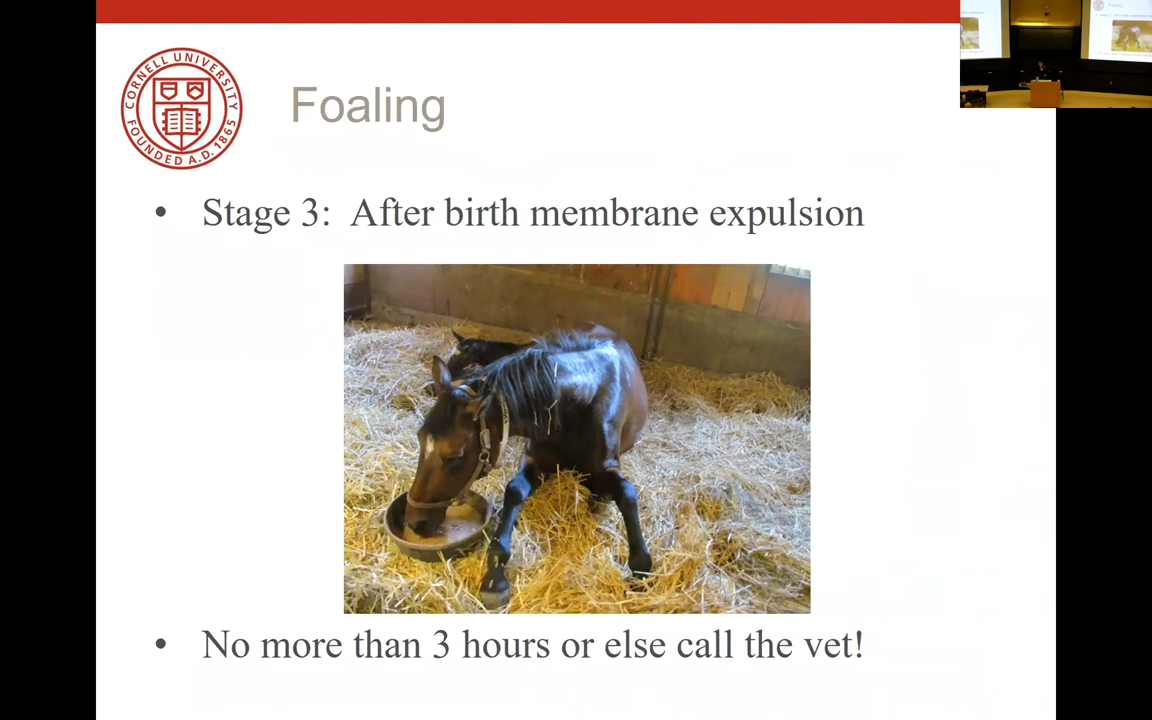 CORNELL UNIVERSITY
FOUNDED A.D. 1865
Foaling
• Stage 3:  After birth membrane expulsion
• No more than 3 hours or else call the vet!